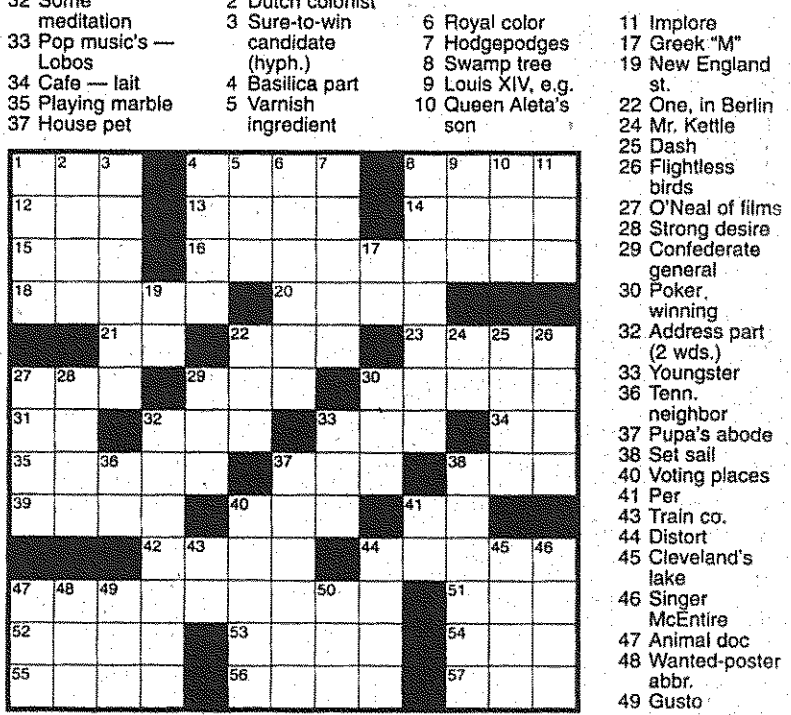 32 Some
meditation
33 Pop music's —
Lobos
34 Cafe — lait
35 Playing marble
37 House pet
2 Dutch colonist
3 Sure-to-win
candidate
(hyph.)
4 Basilica part
5 Varnish
ingredient
6 Royal color
7 Hodgepodges
8 Swamp tree
9 Louis XIV, e.g.
10 Queen Aleta's
son
11 Implore
17 Greek "M"
19 New England
st.
22 One, in Berlin
24 Mr. Kettle
25 Dash
26 Flightless
birds
27 O'Neal of films
28 Strong desire
29 Confederate
general
30 Poker,
winning
32 Address part
(2 wds.)
33 Youngster
36 Tenn.
neighbor
37 Pupa's abode
38 Set sail
40 Voting places
41 Per
43 Train co.
44 Distort
45 Cleveland's
lake
46 Singer
McEntire
47 Animal doc
48 Wanted-poster
abbr.
49 Gusto
1 2 3 4 5 6 7 8 9 10 11
12 13 14
15 16 17
18 19 20
21 22 23 24 25 26
27 28 29 30
31 32 33 34
35 36 37 38
39 40 41
42 43 44 45 46
47 48 49 50 51
52 53 54
55 56 57